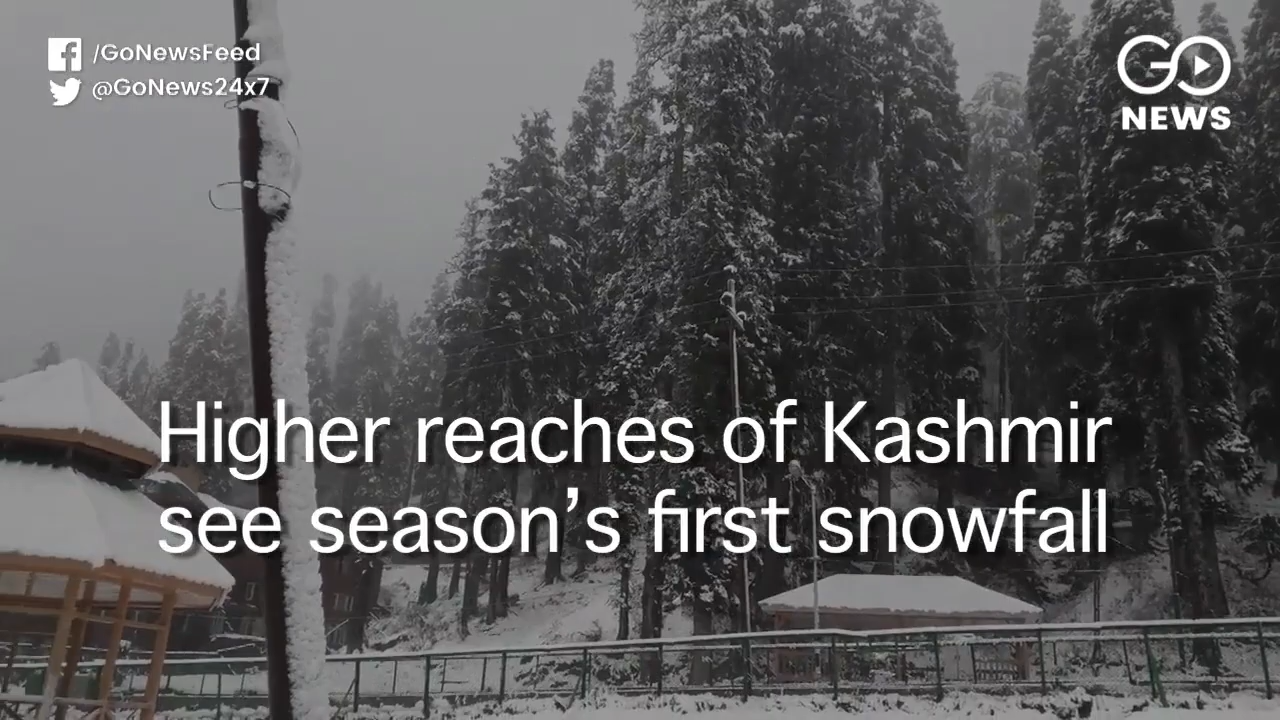 /GoNewsFeed
@GoNews24x7
GO
NEWS
Higher reaches of Kashmir
see season’s first snowfall